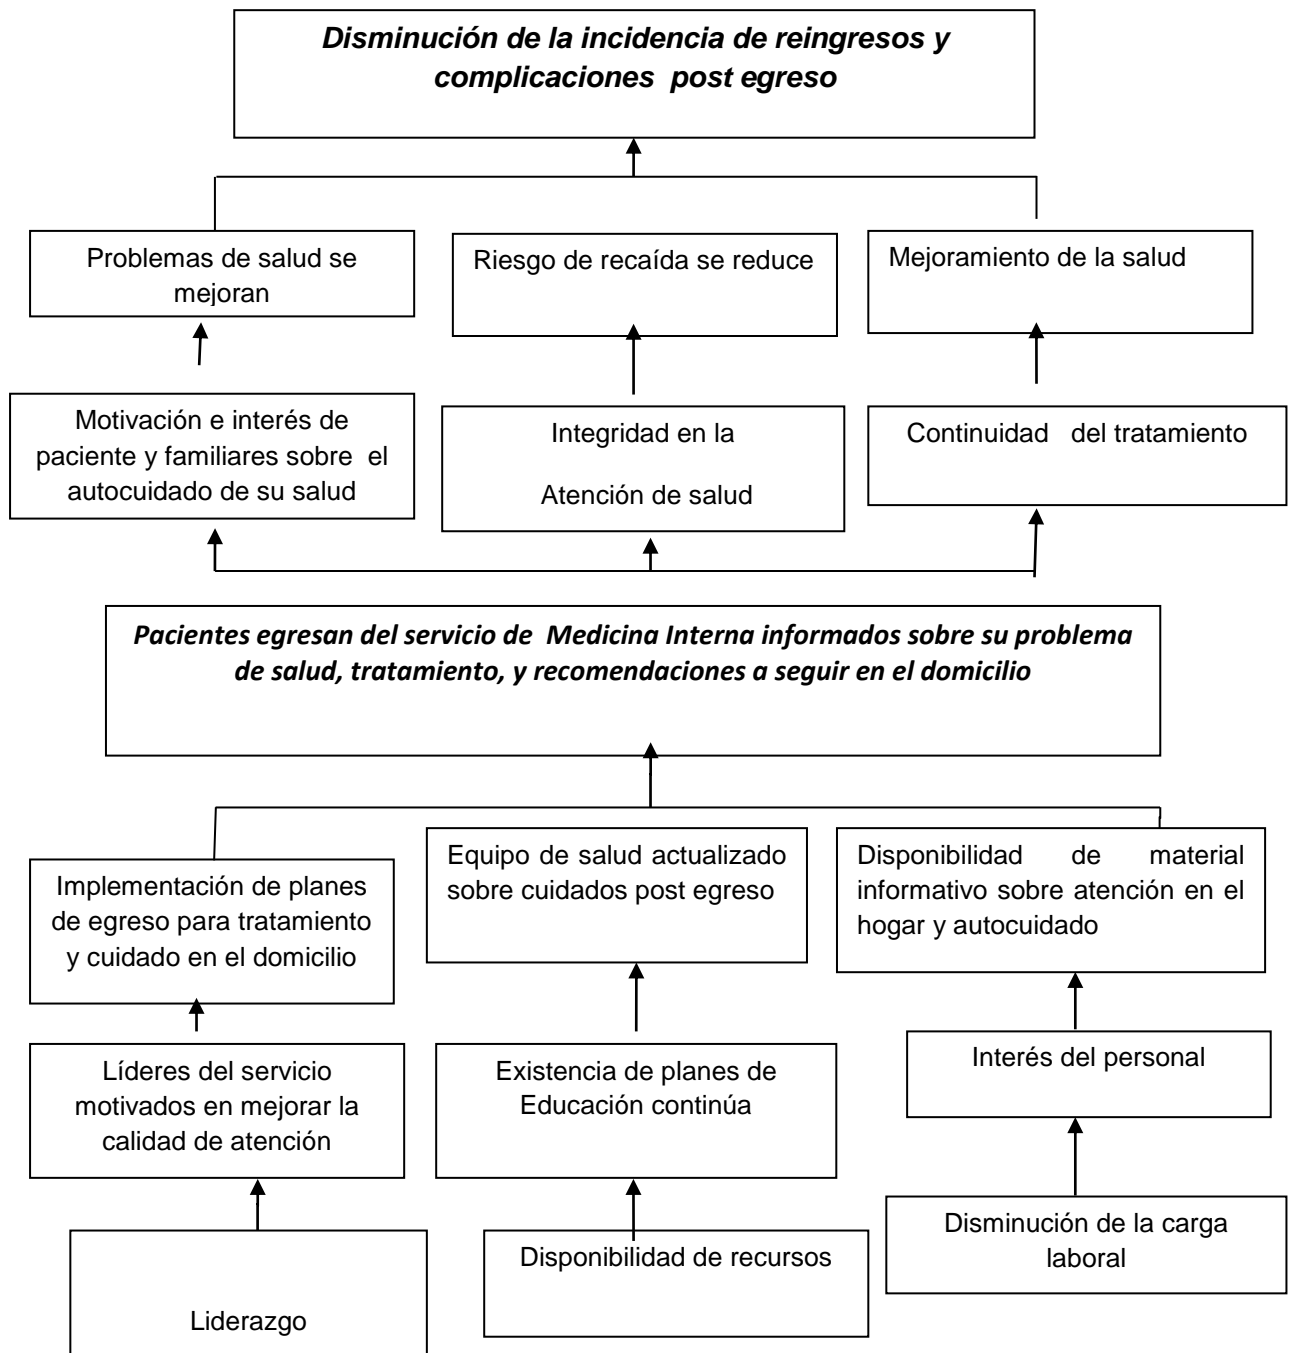 Disminución de la incidencia de reingresos y
complicaciones post egreso
Problemas de salud se
mejoran
Riesgo de recaída se reduce
Mejoramiento de la salud
Motivación e interés de
paciente y familiares sobre el
autocuidado de su salud
Integridad en la
Atención de salud
Continuidad del tratamiento
Pacientes egresan del servicio de Medicina Interna informados sobre su problema
de salud, tratamiento, y recomendaciones a seguir en el domicilio
Implementación de planes
de egreso para tratamiento
y cuidado en el domicilio
Equipo de salud actualizado
sobre cuidados post egreso
Disponibilidad de material
informativo sobre atención en el
hogar y autocuidado
Líderes del servicio
motivados en mejorar la
calidad de atención
Existencia de planes de
Educación continúa
Interés del personal
Liderazgo
Disponibilidad de recursos
Disminución de la carga
laboral